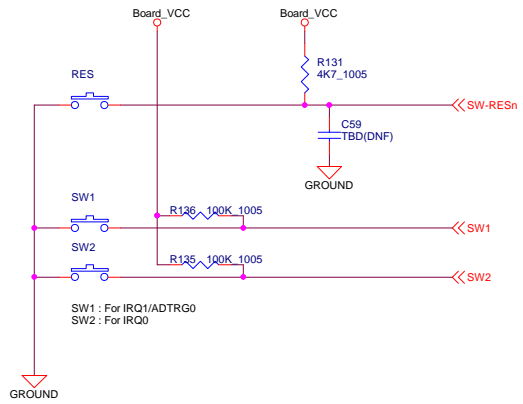 Board_VCC
Board_VCC
RES
R131
4K7_1005
SW-RESn
C59
TBD(DNF)
GROUND
SW1
R136 100K_1005
SW1
SW2
R135 100K_1005
SW2
SW1 : For IRQ1/ADTRG0
SW2 : For IRQ0
GROUND